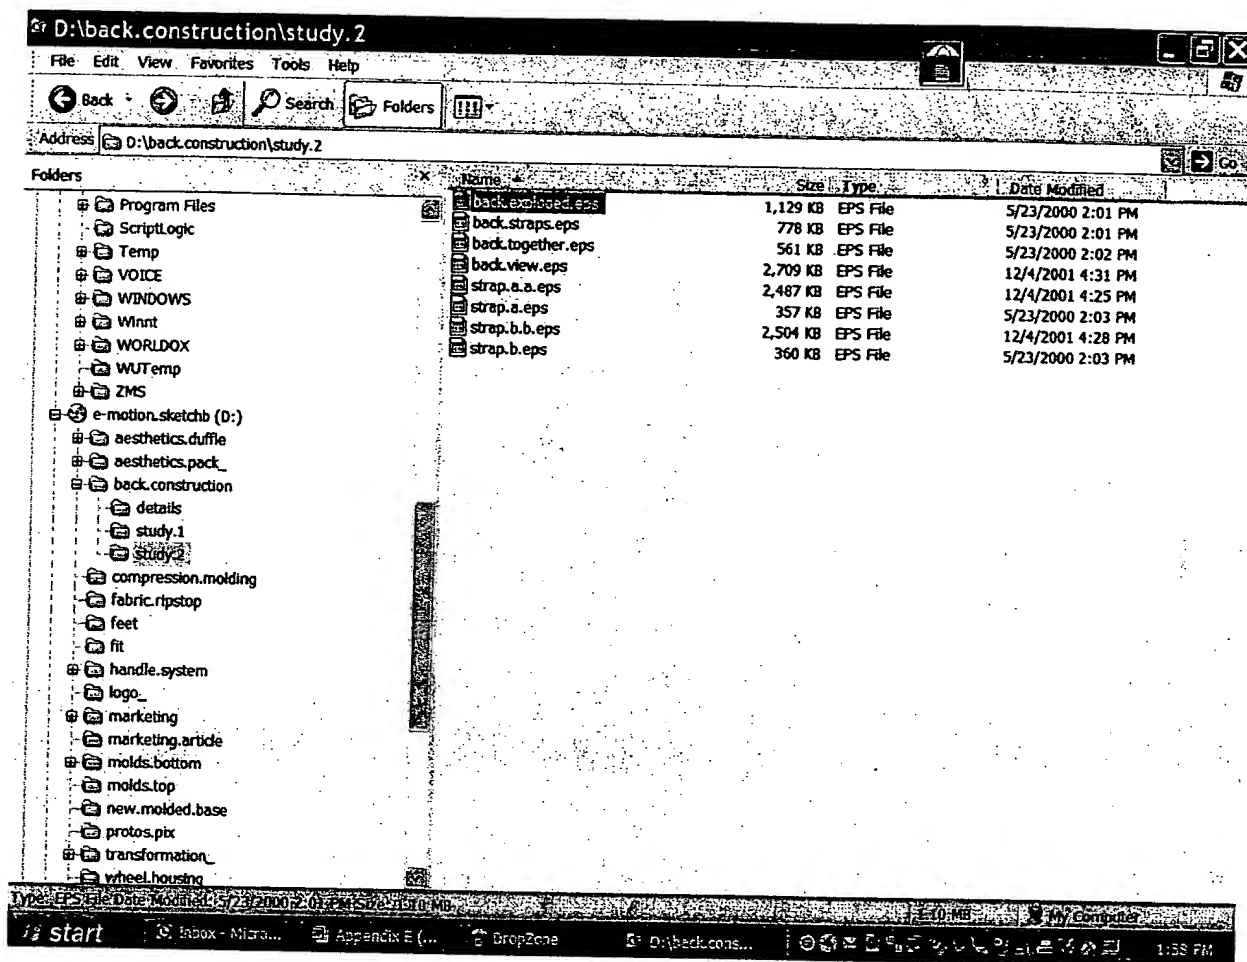 D:\back.construction\study.2
File Edit View Favorites Tools Help
Back Search Folders
Address D:\back.construction\study.2 Go
Folders x Name Size Type Date Modified
Program Files back.exploded.eps 1,129 KB EPS File 5/23/2000 2:01 PM
ScriptLogic back.straps.eps 778 KB EPS File 5/23/2000 2:01 PM
Temp back.together.eps 561 KB EPS File 5/23/2000 2:02 PM
VOICE back.view.eps 2,709 KB EPS File 12/4/2001 4:31 PM
WINDOWS strap.a.a.eps 2,487 KB EPS File 12/4/2001 4:25 PM
Winnt strap.a.eps 357 KB EPS File 5/23/2000 2:03 PM
WORLDOX strap.b.b.eps 2,504 KB EPS File 12/4/2001 4:28 PM
WUTemp strap.b.eps 360 KB EPS File 5/23/2000 2:03 PM
ZMS
e-motion.sketchb (D:)
aesthetics.duffle
aesthetics.pack_
back.construction
details
study.1
study.2
compression.molding
fabric.ripstop
feet
fit
handle.system
logo_
marketing
marketing.article
molds.bottom
molds.top
new.molded.base
protos.pix
transformation_
wheel.housing
Type: EPS File Date Modified: 5/23/2000 2:01 PM Size: 1.10 MB 1.10 MB My Computer
start Inbox - Micro... Appendix E (... DropZone D:\back.cons... 1:58 PM